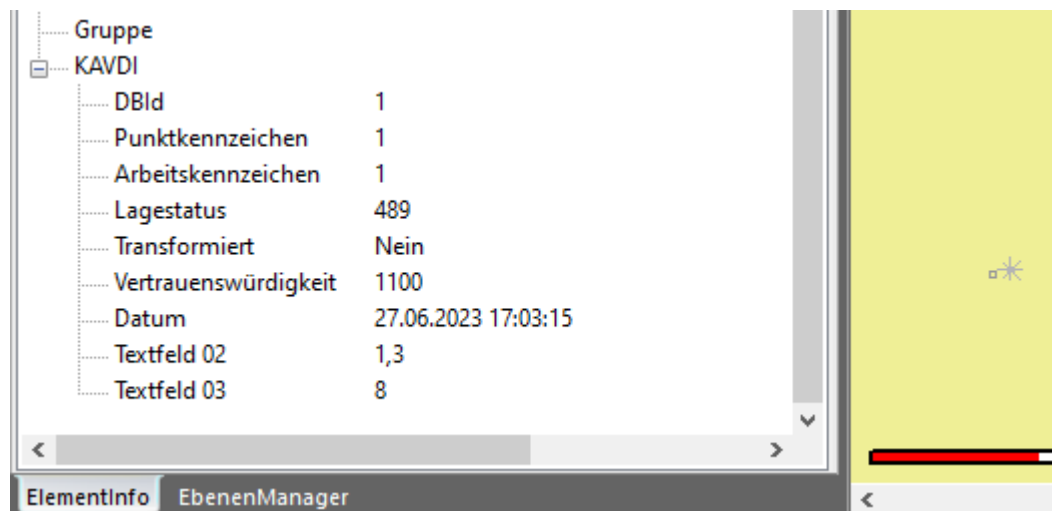 Gruppe
KAVDI
DBId 1
Punktkennzeichen 1
Arbeitskennzeichen 1
Lagestatus 489
Transformiert Nein
Vertrauenswürdigkeit 1100
Datum 27.06.2023 17:03:15
Textfeld 02 1,3
Textfeld 03 8
ElementInfo EbenenManager